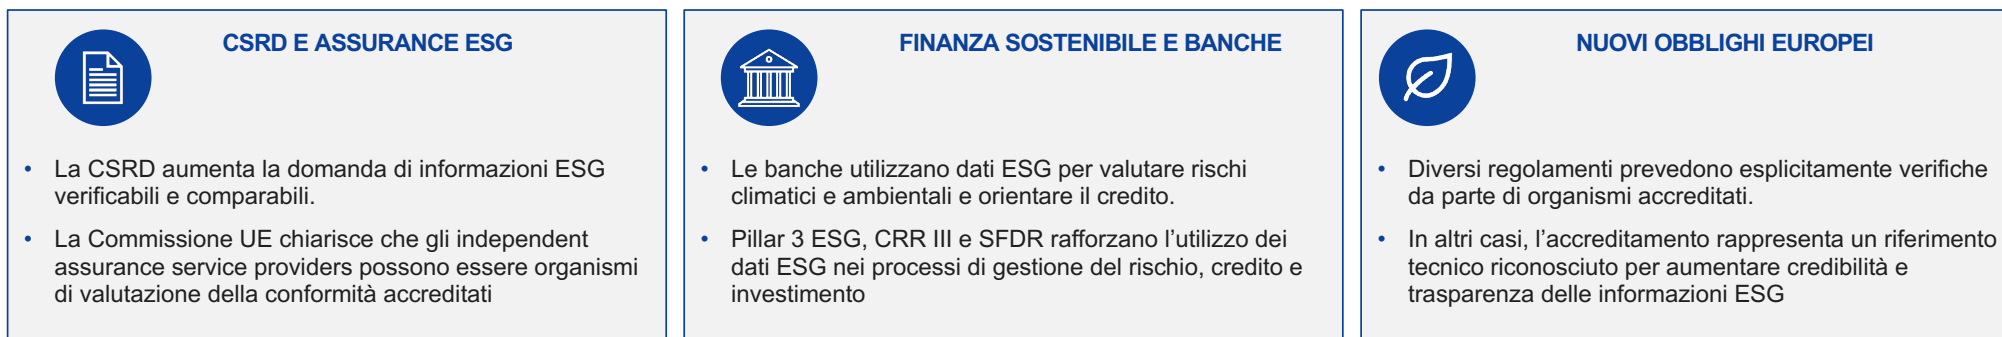 CSRD E ASSURANCE ESG
• La CSRD aumenta la domanda di informazioni ESG
verificabili e comparabili.
• La Commissione UE chiarisce che gli independent
assurance service providers possono essere organismi
di valutazione della conformità accreditati
FINANZA SOSTENIBILE E BANCHE
• Le banche utilizzano dati ESG per valutare rischi
climatici e ambientali e orientare il credito.
• Pillar 3 ESG, CRR III e SFDR rafforzano l’utilizzo dei
dati ESG nei processi di gestione del rischio, credito e
investimento
NUOVI OBBLIGHI EUROPEI
• Diversi regolamenti prevedono esplicitamente verifiche
da parte di organismi accreditati.
• In altri casi, l’accreditamento rappresenta un riferimento
tecnico riconosciuto per aumentare credibilità e
trasparenza delle informazioni ESG